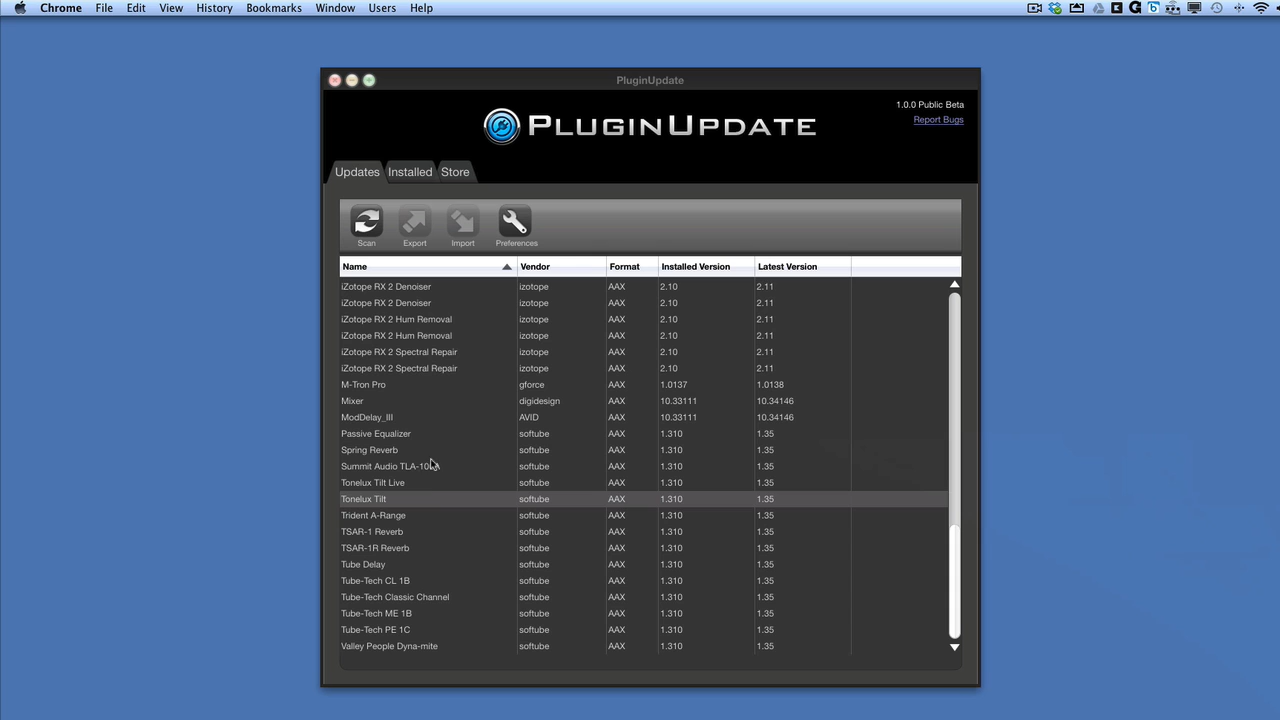 Chrome File Edit View History Bookmarks Window Users Help
PluginUpdate
1.0.0 Public Beta
PLUGINUPDATE
Report Bugs
Updates Installed Store
Scan Export Import Preferences
Name Vendor Format Installed Version Latest Version
iZotope RX 2 Denoiser izotope AAX 2.10 2.11
iZotope RX 2 Denoiser izotope AAX 2.10 2.11
iZotope RX 2 Hum Removal izotope AAX 2.10 2.11
iZotope RX 2 Hum Removal izotope AAX 2.10 2.11
iZotope RX 2 Spectral Repair izotope AAX 2.10 2.11
iZotope RX 2 Spectral Repair izotope AAX 2.10 2.11
M-Tron Pro gforce AAX 1.0137 1.0138
Mixer digidesign AAX 10.33111 10.34146
ModDelay_III AVID AAX 10.33111 10.34146
Passive Equalizer softube AAX 1.310 1.35
Spring Reverb softube AAX 1.310 1.35
Summit Audio softube AAX 1.310 1.35
Tonelux Tilt Live softube AAX 1.310 1.35
Tonelux Tilt softube AAX 1.310 1.35
Trident A-Range softube AAX 1.310 1.35
TSAR-1 Reverb softube AAX 1.310 1.35
TSAR-1R Reverb softube AAX 1.310 1.35
Tube Delay softube AAX 1.310 1.35
Tube-Tech CL 1B softube AAX 1.310 1.35
Tube-Tech Classic Channel softube AAX 1.310 1.35
Tube-Tech ME 1B softube AAX 1.310 1.35
Tube-Tech PE 1C softube AAX 1.310 1.35
Valley People Dyna-mite softube AAX 1.310 1.35